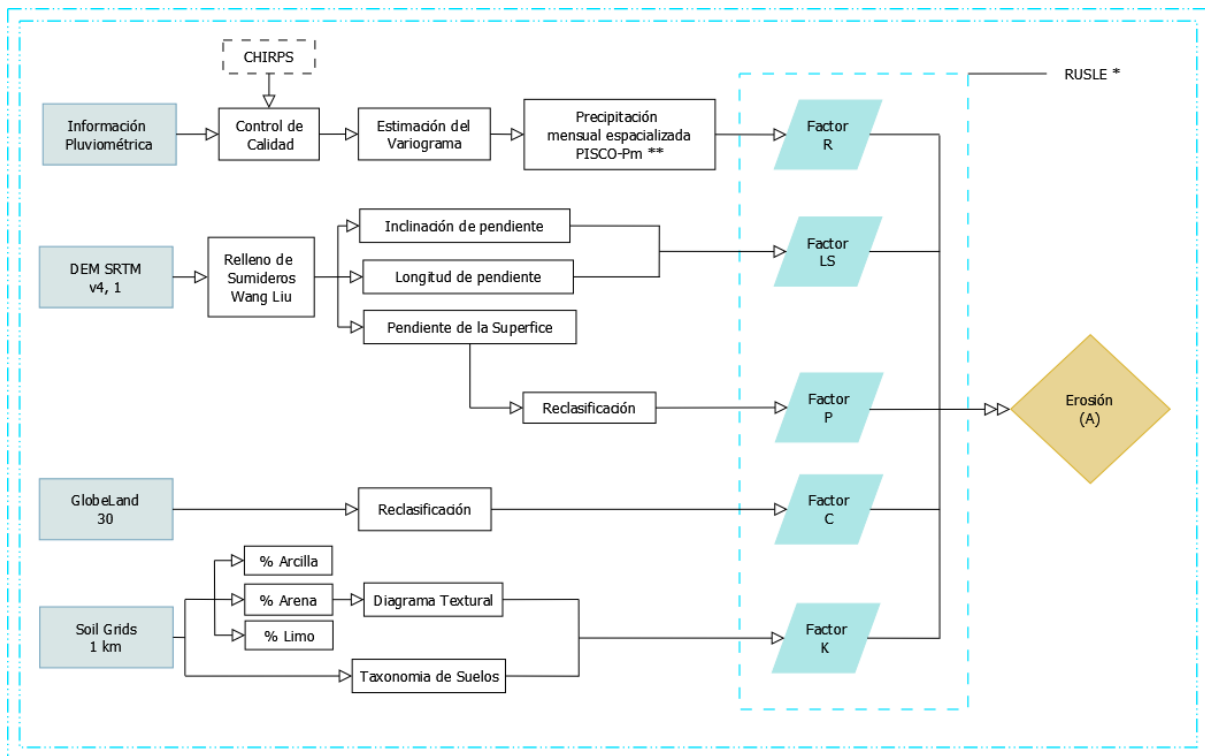 CHIRPS
RUSLE *
Información
Pluviométrica
Control de
Calidad
Estimación del
Variograma
Precipitación
mensual espacializada
PISCO-Pm **
Factor
R
DEM SRTM
v4, 1
Relleno de
Sumideros
Wang Liu
Inclinación de pendiente
Longitud de pendiente
Pendiente de la Superfice
Factor
LS
Reclasificación
Factor
P
Erosión
(A)
GlobeLand
30
Reclasificación
Factor
C
Soil Grids
1 km
% Arcilla
% Arena
% Limo
Diagrama Textural
Taxonomia de Suelos
Factor
K